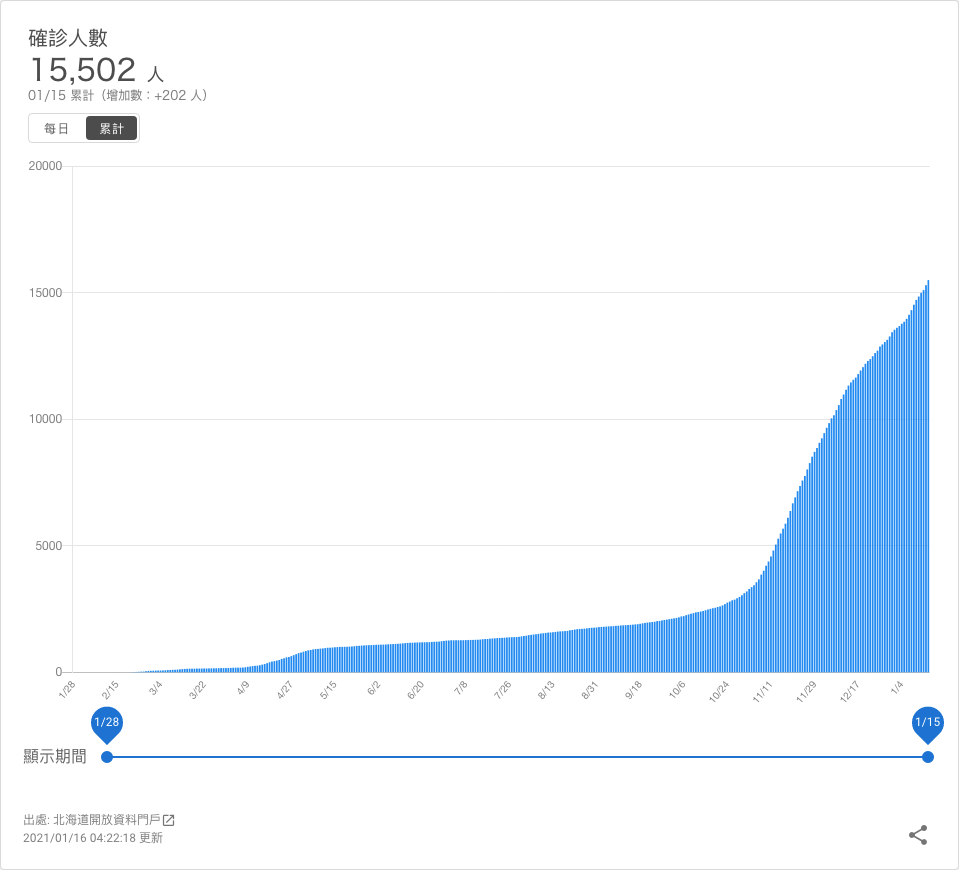 確診人數
15,502 人
01/15 累計（增加數：+202 人）
每日 累計
20000
15000
10000
5000
0
1/28 2/15 3/4 3/22 4/9 4/27 5/15 6/2 6/20 7/8 7/26 8/13 8/31 9/18 10/6 10/24 11/11 11/29 12/17 1/4
1/28 1/15
顯示期間
出處: 北海道開放資料門戶
2021/01/16 04:22:18 更新